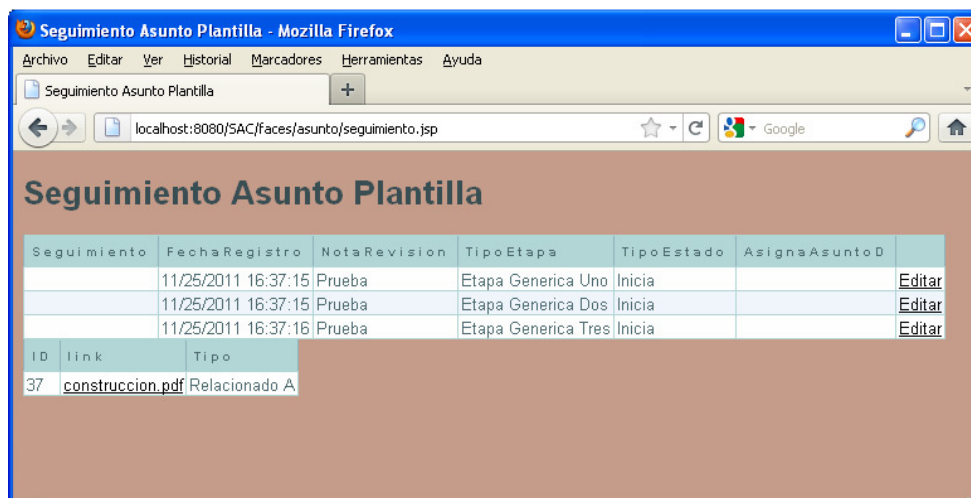 Seguimiento Asunto Plantilla - Mozilla Firefox
Archivo Editar Ver Historial Marcadores Herramientas Ayuda
Seguimiento Asunto Plantilla +
localhost:8080/SAC/faces/asunto/seguimiento.jsp Google
Seguimiento Asunto Plantilla
Seguimiento FechaRegistro NotaRevision TipoEtapa TipoEstado AsignaAsuntoD
11/25/2011 16:37:15 Prueba Etapa Generica Uno Inicia Editar
11/25/2011 16:37:15 Prueba Etapa Generica Dos Inicia Editar
11/25/2011 16:37:16 Prueba Etapa Generica Tres Inicia Editar
ID link Tipo
37 construccion.pdf Relacionado A